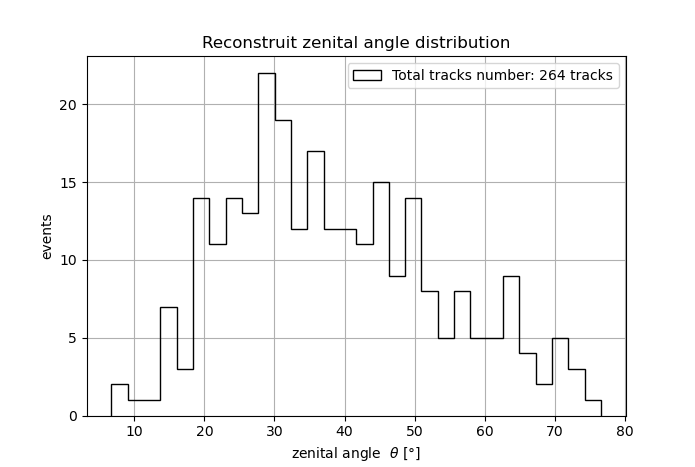 Reconstruit zenital angle distribution
Total tracks number: 264 tracks
20
15
10
5
0
events
10 20 30 40 50 60 70 80
zenital angle θ [°]